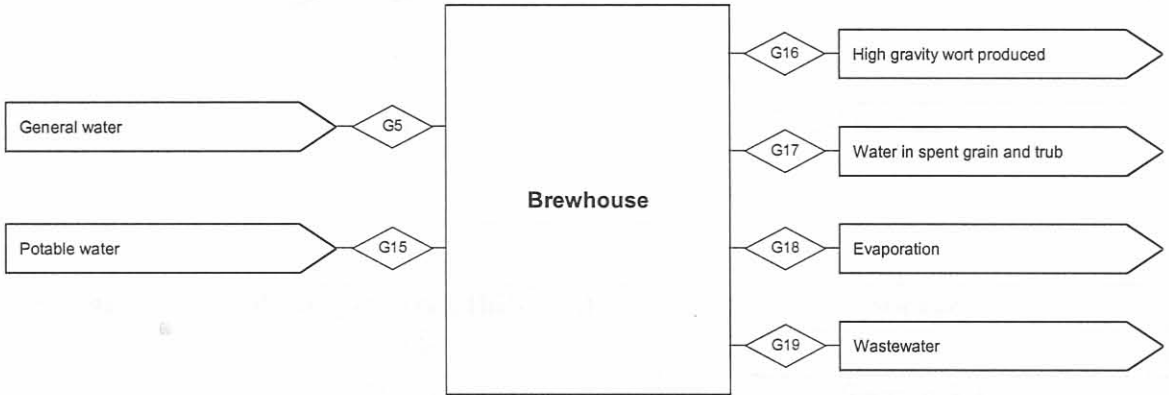 General water
G5
Potable water
G15
Brewhouse
G16
High gravity wort produced
G17
Water in spent grain and trub
G18
Evaporation
G19
Wastewater